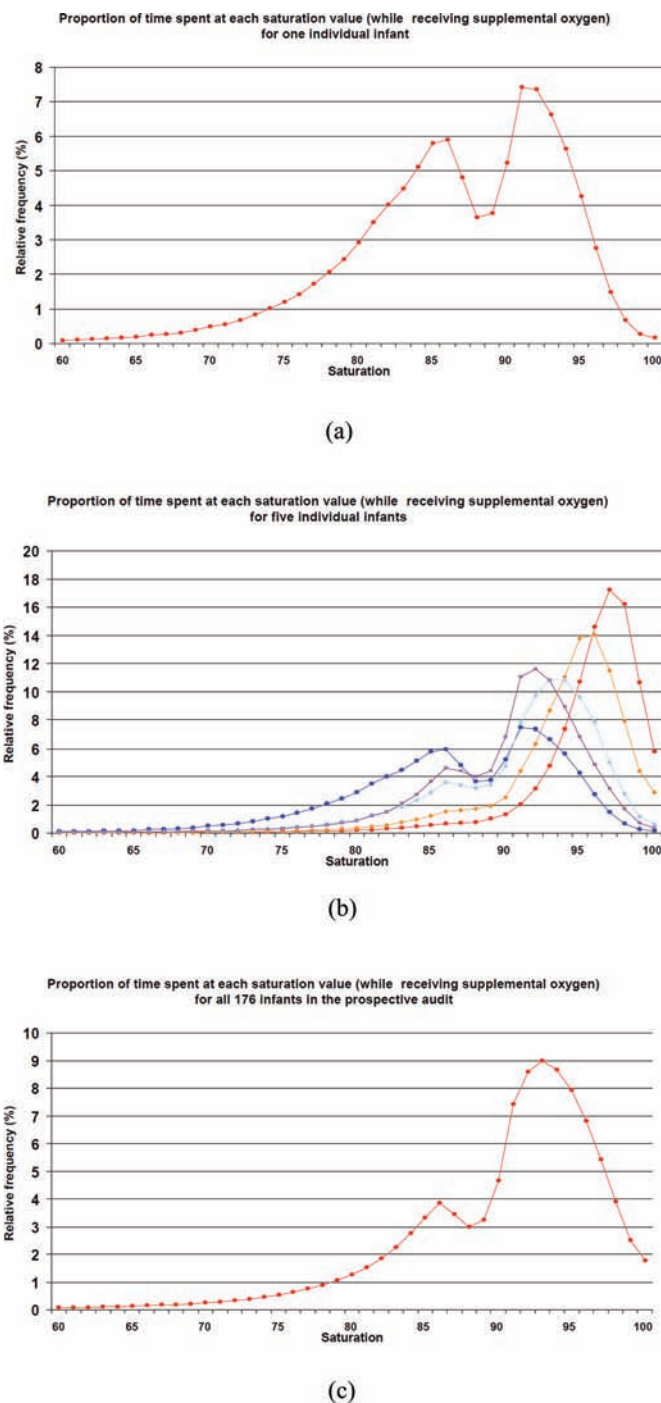 Proportion of time spent at each saturation value (while receiving supplemental oxygen)
for one individual infant
8
7
6
5
4
3
2
1
0
Relative frequency (%)
60 70 75 80 85 90 95 100
Saturation
(a)
Proportion of time spent at each saturation value (while receiving supplemental oxygen)
for five individual infants
20
18
16
14
12
10
8
6
4
2
0
Relative frequency (%)
60 65 70 75 80 85 90 95 100
Saturation
(b)
Proportion of time spent at each saturation value (while receiving supplemental oxygen)
for all 176 infants in the prospective audit
10
9
8
7
6
5
4
3
2
1
0
Relative frequency (%)
60 65 70 75 80 85 90 95 100
Saturation
(c)